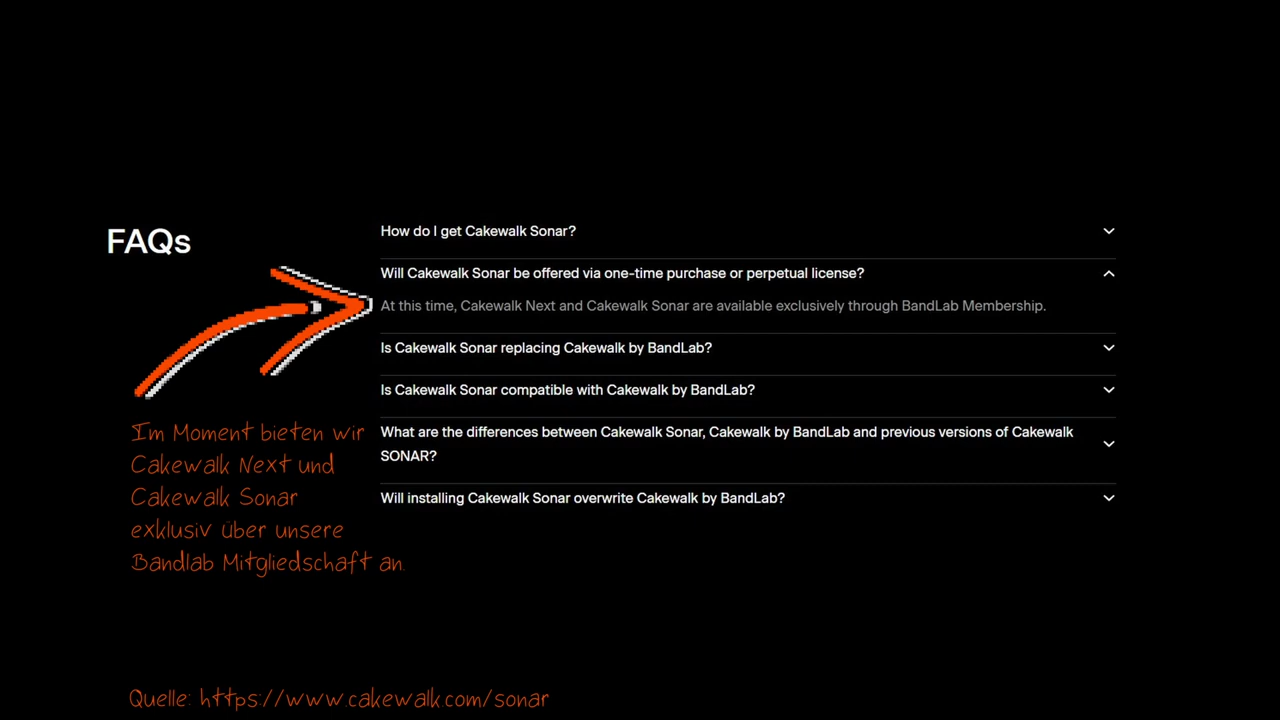 FAQs
How do I get Cakewalk Sonar?
Will Cakewalk Sonar be offered via one-time purchase or perpetual license?
At this time, Cakewalk Next and Cakewalk Sonar are available exclusively through BandLab Membership.
Is Cakewalk Sonar replacing Cakewalk by BandLab?
Is Cakewalk Sonar compatible with Cakewalk by BandLab?
What are the differences between Cakewalk Sonar, Cakewalk by BandLab and previous versions of Cakewalk
SONAR?
Will installing Cakewalk Sonar overwrite Cakewalk by BandLab?
Im Moment bieten wir
Cakewalk Next und
Cakewalk Sonar
exklusiv über unsere
Bandlab Mitgliedschaft an.
Quelle: https://www.cakewalk.com/sonar